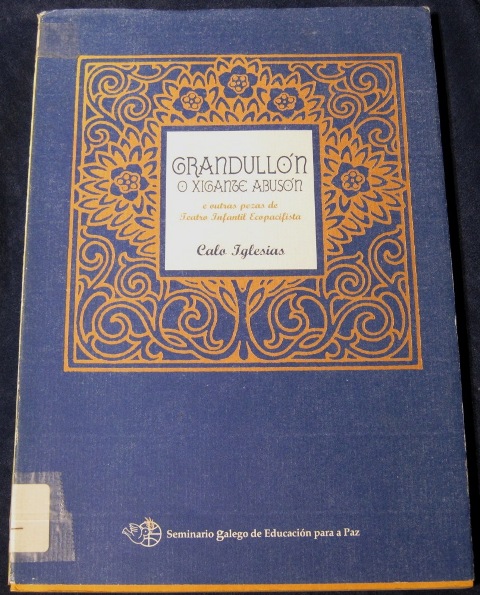 GRANDULLÓN
O XIGANTE ABUSÓN
e outras pezas de
Teatro Infantil Ecopacifista
Calo Iglesias
Seminario galego de Educación para a Paz